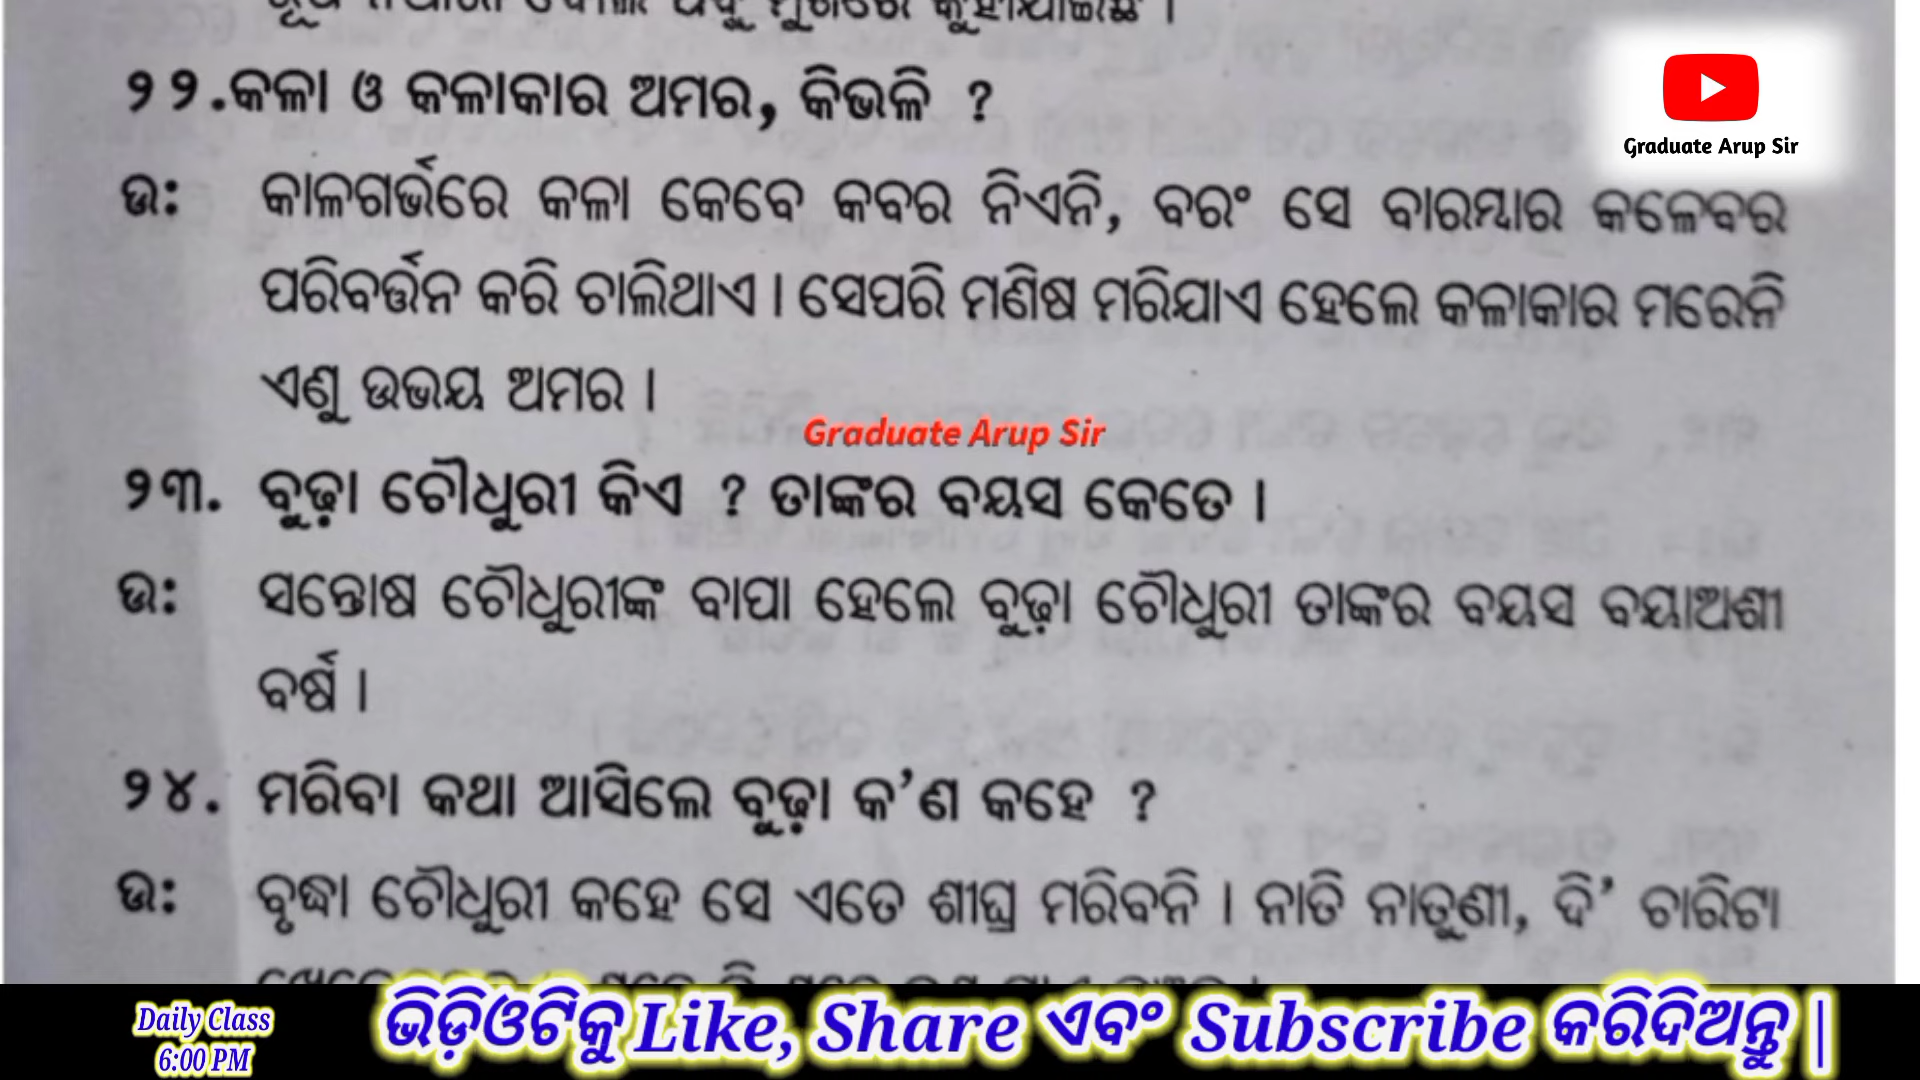 ୨୨.କଳା ଓ କଳାକାର ଅମର, କିଭଳି ?
Graduate Arup Sir
ଉ: କାଳଗର୍ଭରେ କଳା କେବେ କବର ନିଏନି, ବରଂ ସେ ବାରମ୍ବାର କଳେବର
ପରିବର୍ତ୍ତନ କରି ଚାଲିଥାଏ । ସେପରି ମଣିଷ ମରିଯାଏ ହେଲେ କଳାକାର ମରେନି
ଏଣୁ ଉଭୟ ଅମର ।
Graduate Arup Sir
୨୩. ବୁଢ଼ା ଚୌଧୁରୀ କିଏ ? ତାଙ୍କର ବୟସ କେତେ ।
ଉ: ସନ୍ତୋଷ ଚୌଧୁରୀଙ୍କ ବାପା ହେଲେ ବୁଢ଼ା ଚୌଧୁରୀ ତାଙ୍କର ବୟସ ବୟାଅଶୀ
ବର୍ଷ ।
୨୪. ମରିବା କଥା ଆସିଲେ ବୁଢ଼ା କ'ଣ କହେ ?
ଉ: ବୃଦ୍ଧା ଚୌଧୁରୀ କହେ ସେ ଏତେ ଶୀଘ୍ର ମରିବନି । ନାତି ନାତୁଣୀ, ଦି' ଚାରିଟା
Daily Class
6:00 PM
ଭିଡ଼ିଓଟିକୁ Like, Share ଏବଂ Subscribe କରିଦିଅନ୍ତୁ |